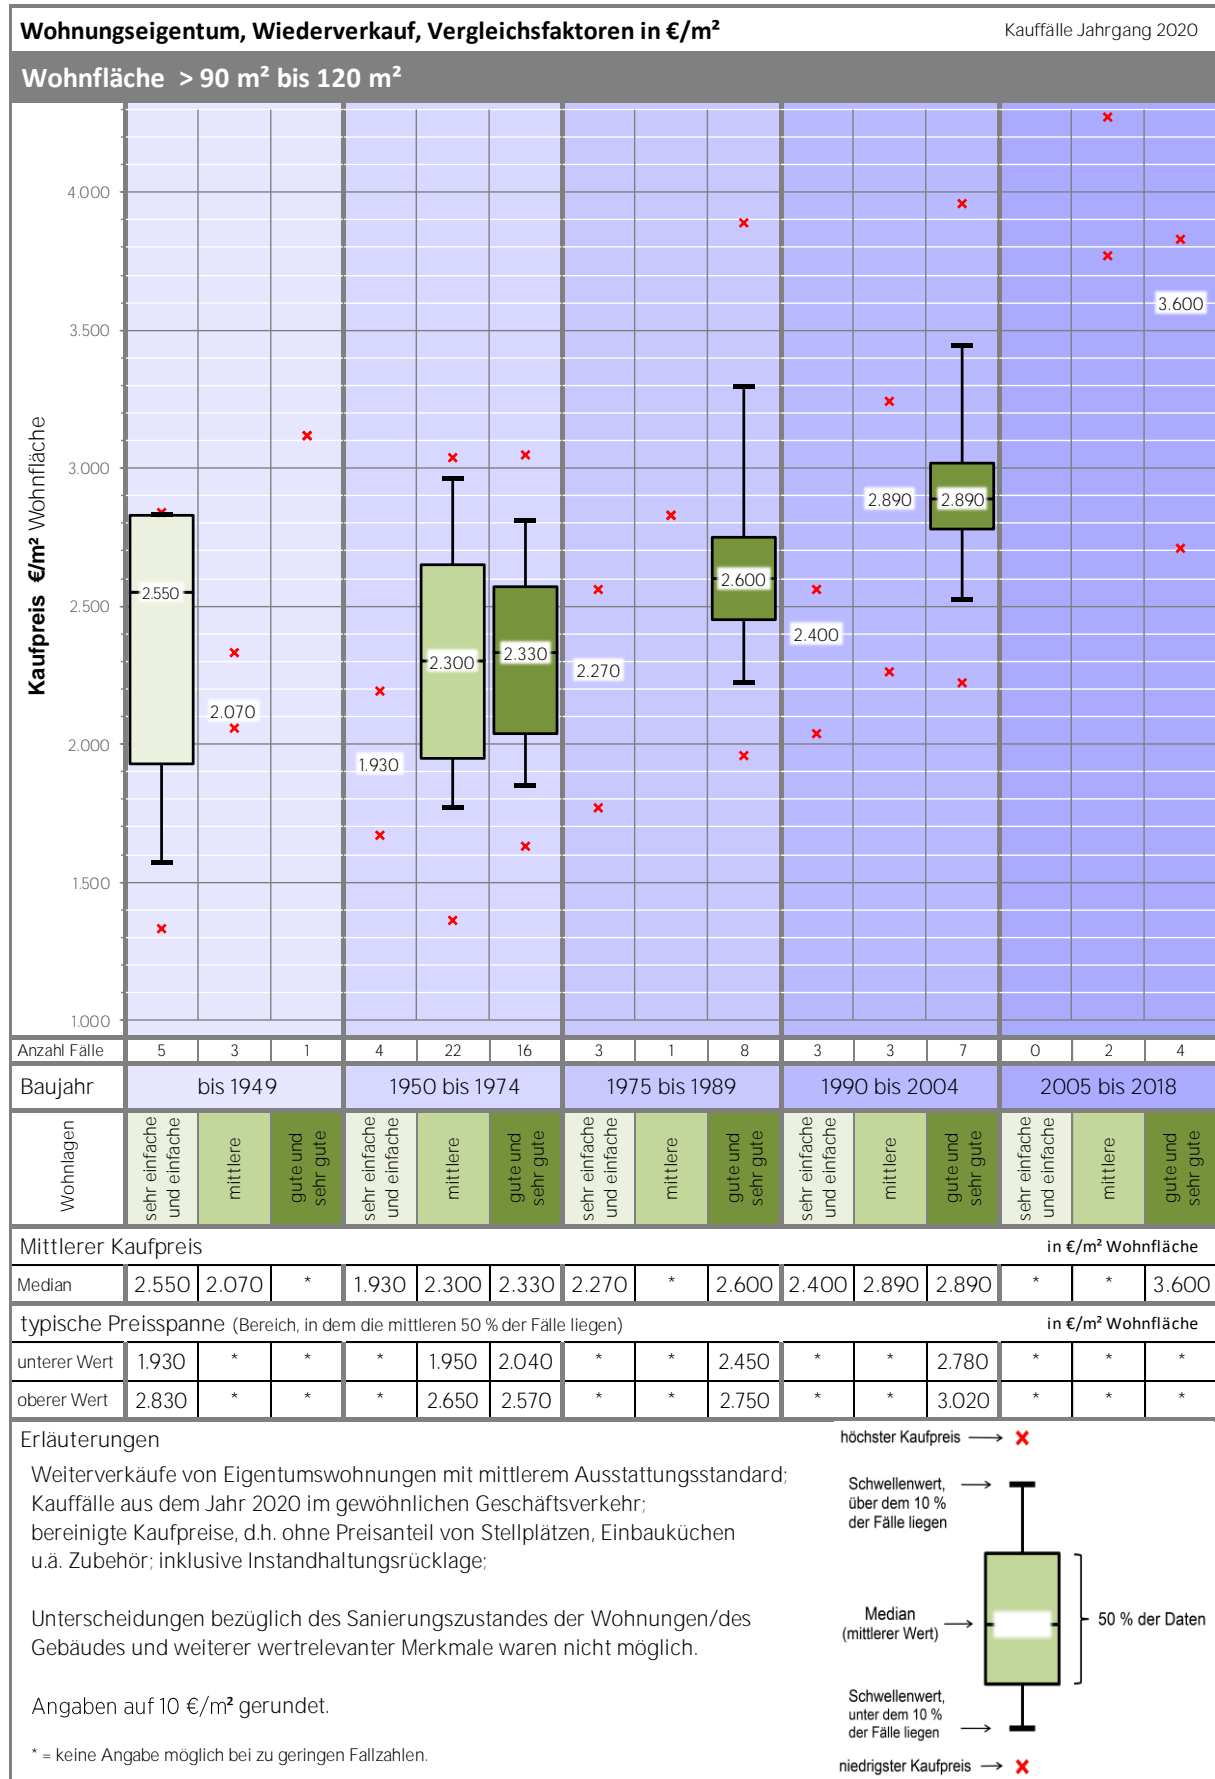 Wohnungseigentum, Wiederverkauf, Vergleichsfaktoren in €/m²
Kauffälle Jahrgang 2020
Wohnfläche > 90 m² bis 120 m²
Kaufpreis €/m² Wohnfläche
4.000
3.500
3.000
2.500
2.000
1.500
1.000
2.550
2.070
1.930
2.300
2.330
2.270
2.600
2.400
2.890
2.890
3.600
Anzahl Fälle 5 3 1 4 22 16 3 1 8 3 3 7 0 2 4
Baujahr bis 1949 1950 bis 1974 1975 bis 1989 1990 bis 2004 2005 bis 2018
Wohnlagen
sehr einfache
und einfache
mittlere
gute und
sehr gute
sehr einfache
und einfache
mittlere
gute und
sehr gute
sehr einfache
und einfache
mittlere
gute und
sehr gute
sehr einfache
und einfache
mittlere
gute und
sehr gute
sehr einfache
und einfache
mittlere
gute und
sehr gute
Mittlerer Kaufpreis in €/m² Wohnfläche
Median 2.550 2.070 * 1.930 2.300 2.330 2.270 * 2.600 2.400 2.890 2.890 * * 3.600
typische Preisspanne (Bereich, in dem die mittleren 50 % der Fälle liegen) in €/m² Wohnfläche
unterer Wert 1.930 * * * 1.950 2.040 * * 2.450 * * 2.780 * * *
oberer Wert 2.830 * * * 2.650 2.570 * * 2.750 * * 3.020 * * *
Erläuterungen
Weiterverkäufe von Eigentumswohnungen mit mittlerem Ausstattungsstandard;
Kauffälle aus dem Jahr 2020 im gewöhnlichen Geschäftsverkehr;
bereinigte Kaufpreise, d.h. ohne Preisanteil von Stellplätzen, Einbauküchen
u.ä. Zubehör; inklusive Instandhaltungsrücklage;
Unterscheidungen bezüglich des Sanierungszustandes der Wohnungen/des
Gebäudes und weiterer wertrelevanter Merkmale waren nicht möglich.
Angaben auf 10 €/m² gerundet.
* = keine Angabe möglich bei zu geringen Fallzahlen.
höchster Kaufpreis
Schwellenwert,
über dem 10 %
der Fälle liegen
Median
(mittlerer Wert)
50 % der Daten
Schwellenwert,
unter dem 10 %
der Fälle liegen
niedrigster Kaufpreis